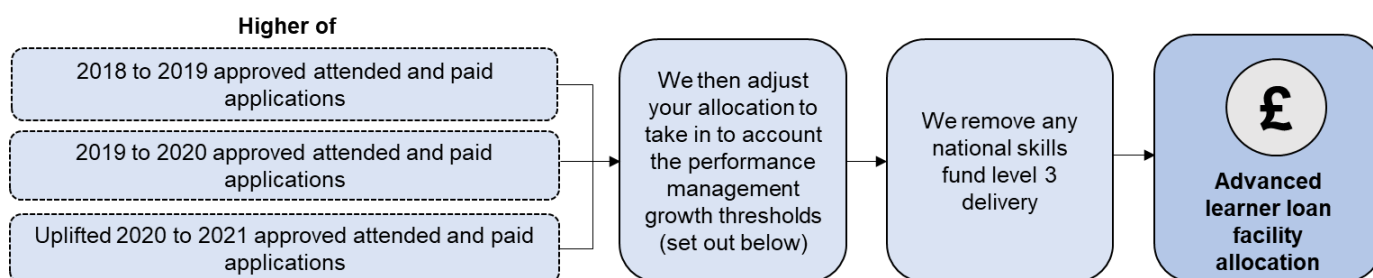 Higher of
2018 to 2019 approved attended and paid
applications
2019 to 2020 approved attended and paid
applications
Uplifted 2020 to 2021 approved attended and paid
applications
We then adjust
your allocation to
take in to account
the performance
management
growth thresholds
(set out below)
We remove any
national skills
fund level 3
delivery
£
Advanced
learner loan
facility
allocation